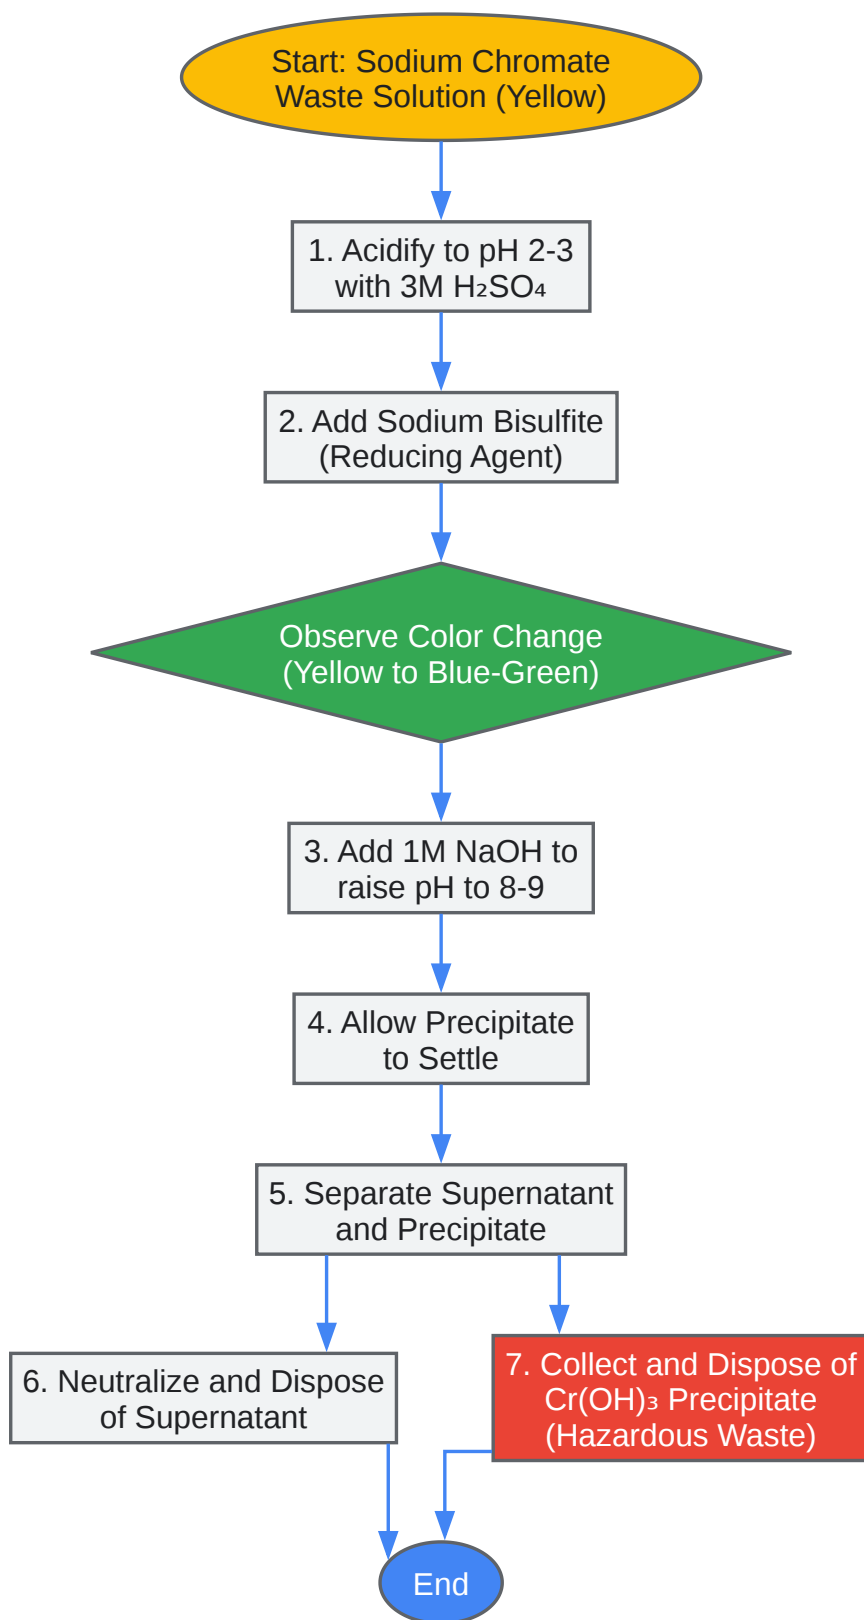 Start: Sodium Chromate
Waste Solution (Yellow)
1. Acidify to pH 2-3
with 3M H₂SO₄
2. Add Sodium Bisulfite
(Reducing Agent)
Observe Color Change
(Yellow to Blue-Green)
3. Add 1M NaOH to
raise pH to 8-9
4. Allow Precipitate
to Settle
5. Separate Supernatant
and Precipitate
6. Neutralize and Dispose
of Supernatant
7. Collect and Dispose of
Cr(OH)₃ Precipitate
(Hazardous Waste)
End